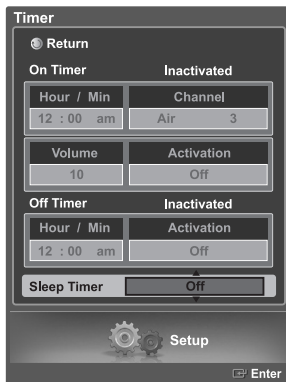 Timer
Return
On Timer Inactivated
Hour / Min Channel
12 : 00 am Air 3
Volume Activation
10 Off
Off Timer Inactivated
Hour / Min Activation
12 : 00 am Off
Sleep Timer Off
Setup
Enter